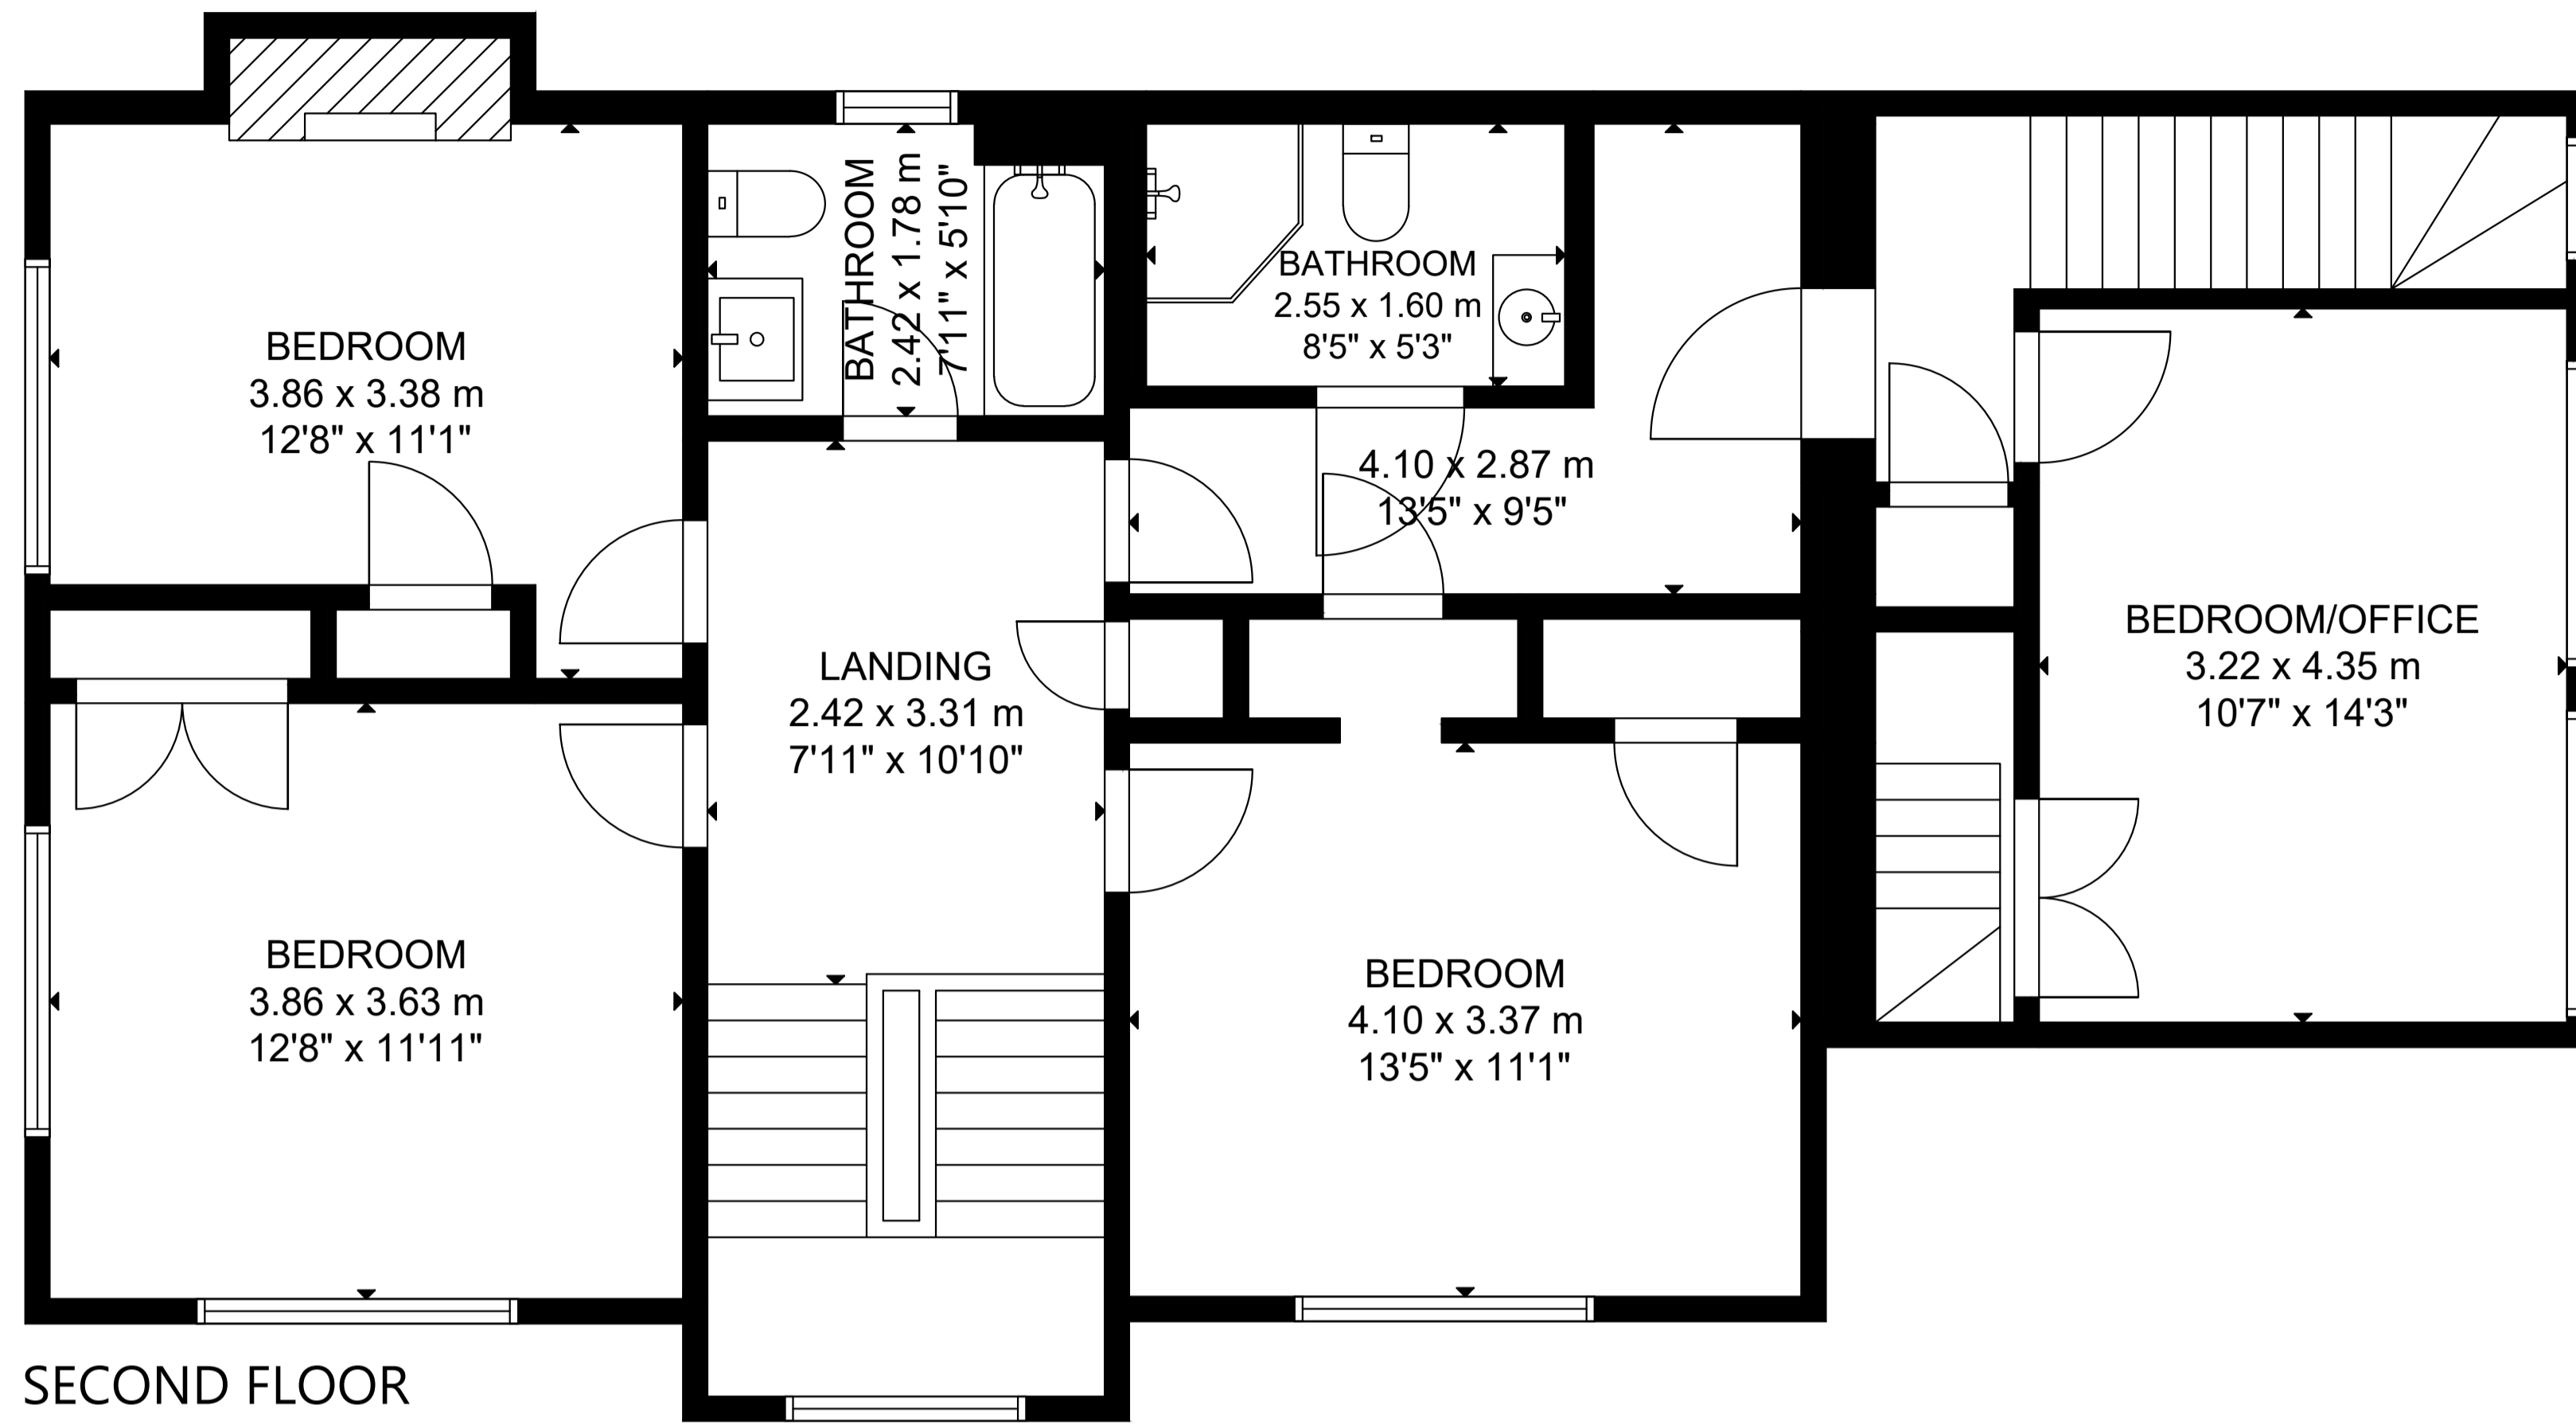 BEDROOM
3.86 x 3.38 m
12'8" x 11'1"
BATHROOM
2.42 x 1.78 m
7'11" x 5'10"
BATHROOM
2.55 x 1.60 m
8'5" x 5'3"
4.10 x 2.87 m
13'5" x 9'5"
BEDROOM/OFFICE
3.22 x 4.35 m
10'7" x 14'3"
LANDING
2.42 x 3.31 m
7'11" x 10'10"
BEDROOM
3.86 x 3.63 m
12'8" x 11'11"
BEDROOM
4.10 x 3.37 m
13'5" x 11'1"
SECOND FLOOR